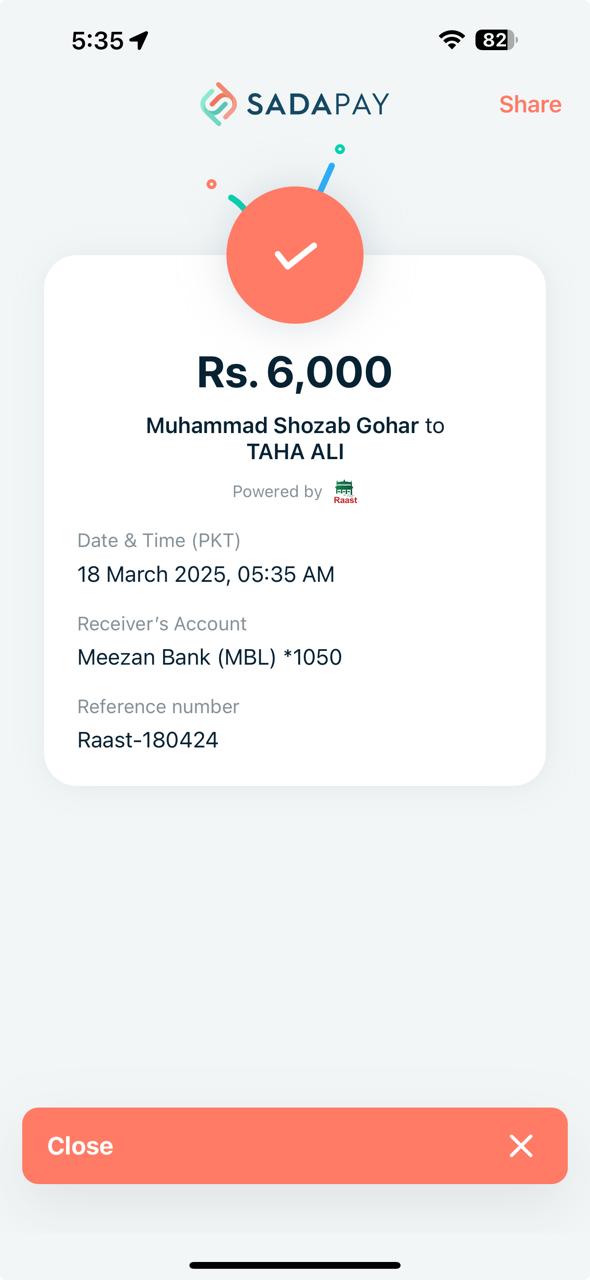 5:35
82
SADAPAY
Share
Rs. 6,000
Muhammad Shozab Gohar to
TAHA ALI
Powered by Raast
Date & Time (PKT)
18 March 2025, 05:35 AM
Receiver’s Account
Meezan Bank (MBL) *1050
Reference number
Raast-180424
Close